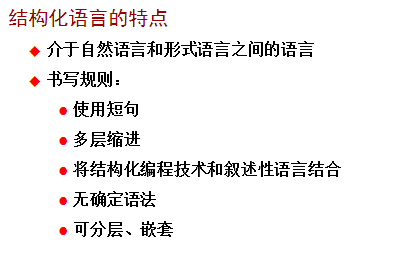 结构化语言的特点
介于自然语言和形式语言之间的语言
书写规则：
使用短句
多层缩进
将结构化编程技术和叙述性语言结合
无确定语法
可分层、嵌套